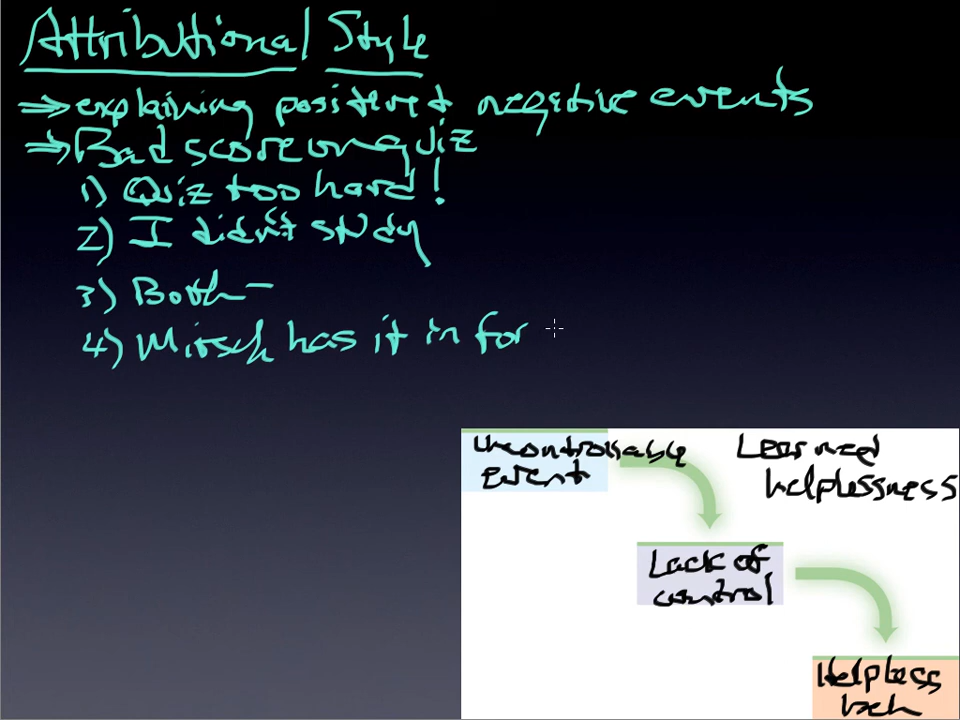 Attributional Style
⇒ explaining positive + negative events
⇒ Bad score on quiz
1) Quiz too hard!
2) I didn't study
3) Both -
4) Mirsch has it in for
Uncontrollable
event
Learned
helplessness
Lack of
control
Helpless
beh